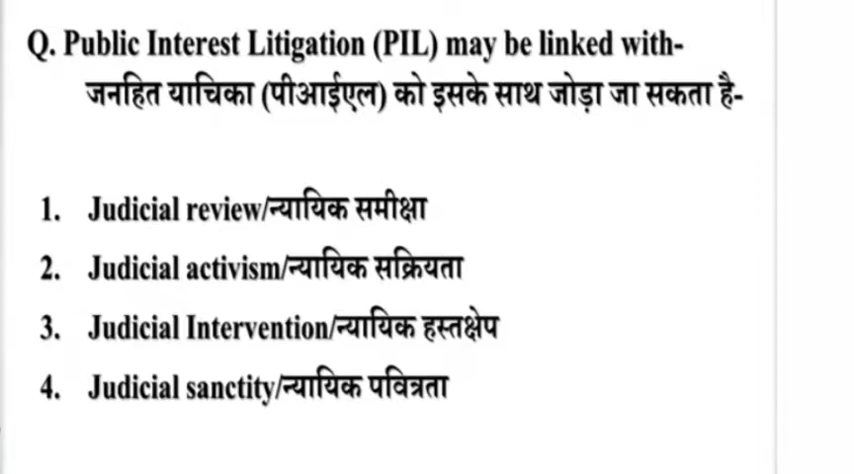 Q. Public Interest Litigation (PIL) may be linked with-
जनहित याचिका (पीआईएल) को इसके साथ जोड़ा जा सकता है-
1. Judicial review/न्यायिक समीक्षा
2. Judicial activism/न्यायिक सक्रियता
3. Judicial Intervention/न्यायिक हस्तक्षेप
4. Judicial sanctity/न्यायिक पवित्रता